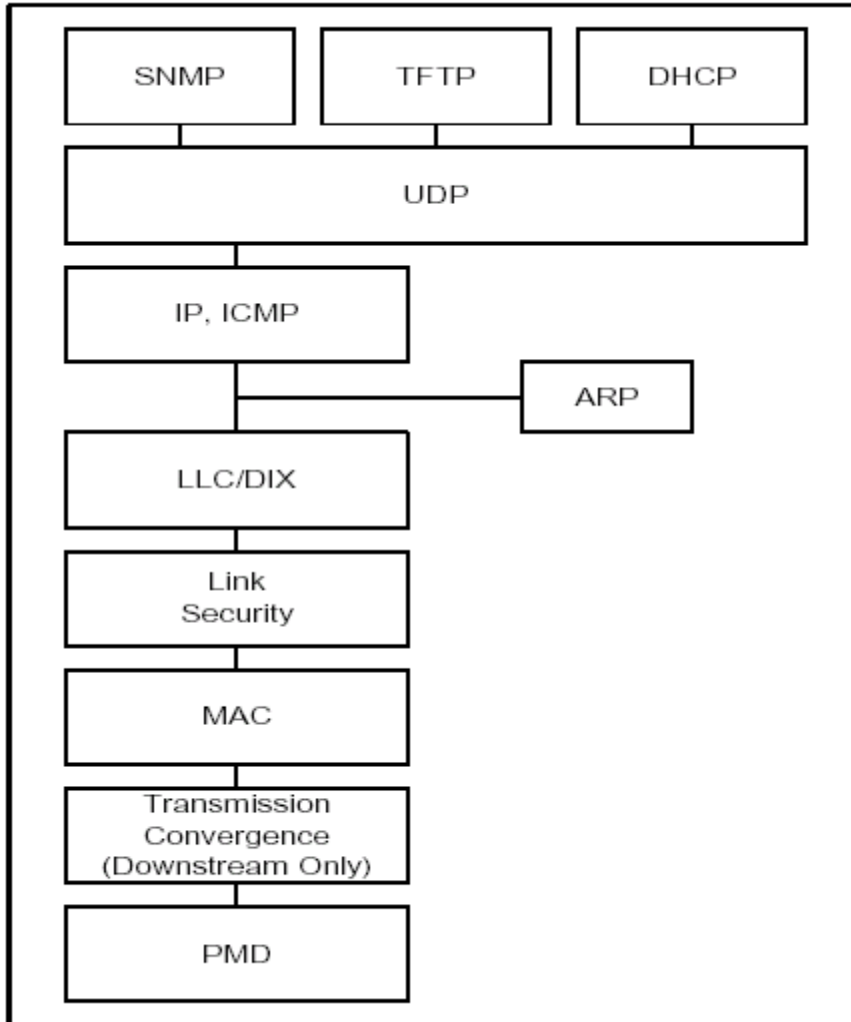 SNMP
TFTP
DHCP
UDP
IP, ICMP
ARP
LLC/DIX
Link
Security
MAC
Transmission
Convergence
(Downstream Only)
PMD